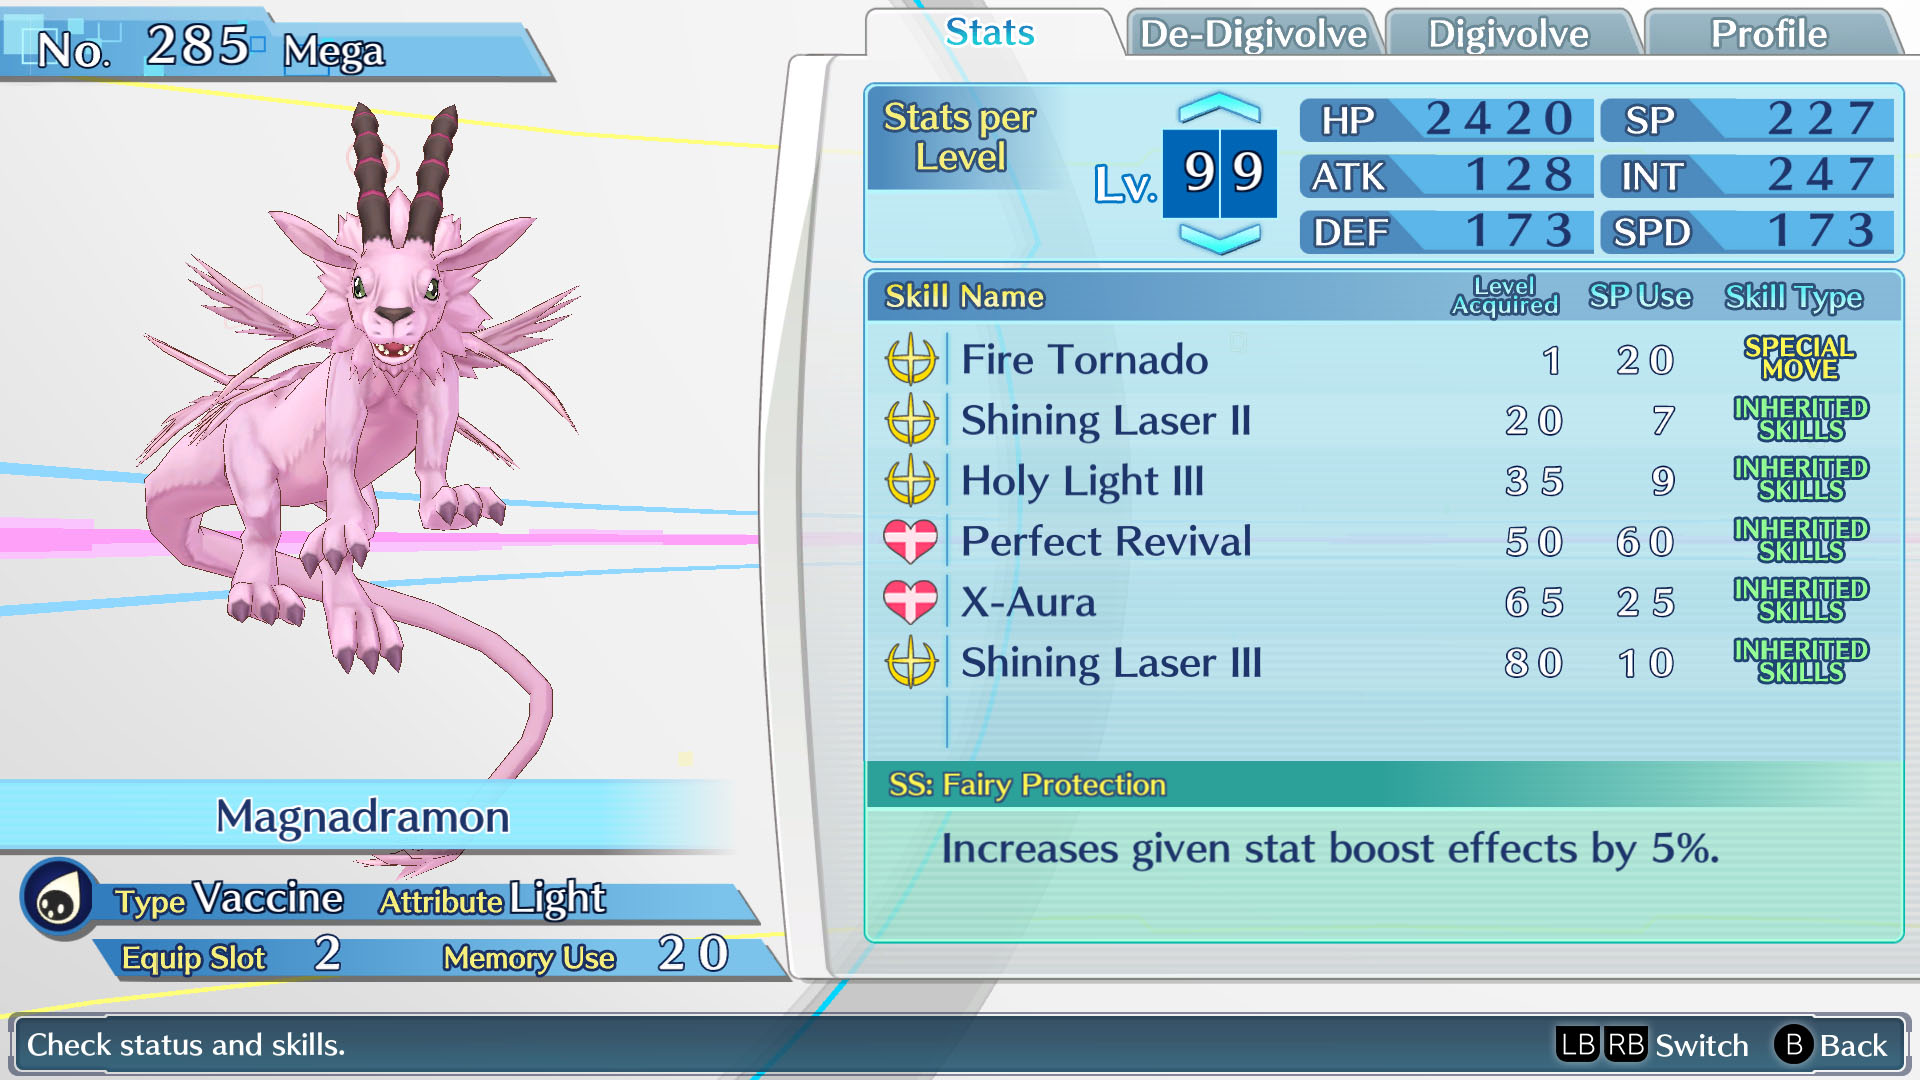 No. 285 Mega
Stats
De-Digivolve
Digivolve
Profile
Stats per
Level
Lv. 99
HP 2420
SP 227
ATK 128
INT 247
DEF 173
SPD 173
Skill Name
Level
Acquired
SP Use
Skill Type
Fire Tornado 1 20 SPECIAL
MOVE
Shining Laser II 20 7 INHERITED
SKILLS
Holy Light III 35 9 INHERITED
SKILLS
Perfect Revival 50 60 INHERITED
SKILLS
X-Aura 65 25 INHERITED
SKILLS
Shining Laser III 80 10 INHERITED
SKILLS
SS: Fairy Protection
Increases given stat boost effects by 5%.
Magnadramon
Type Vaccine Attribute Light
Equip Slot 2 Memory Use 20
Check status and skills.
LB RB Switch B Back